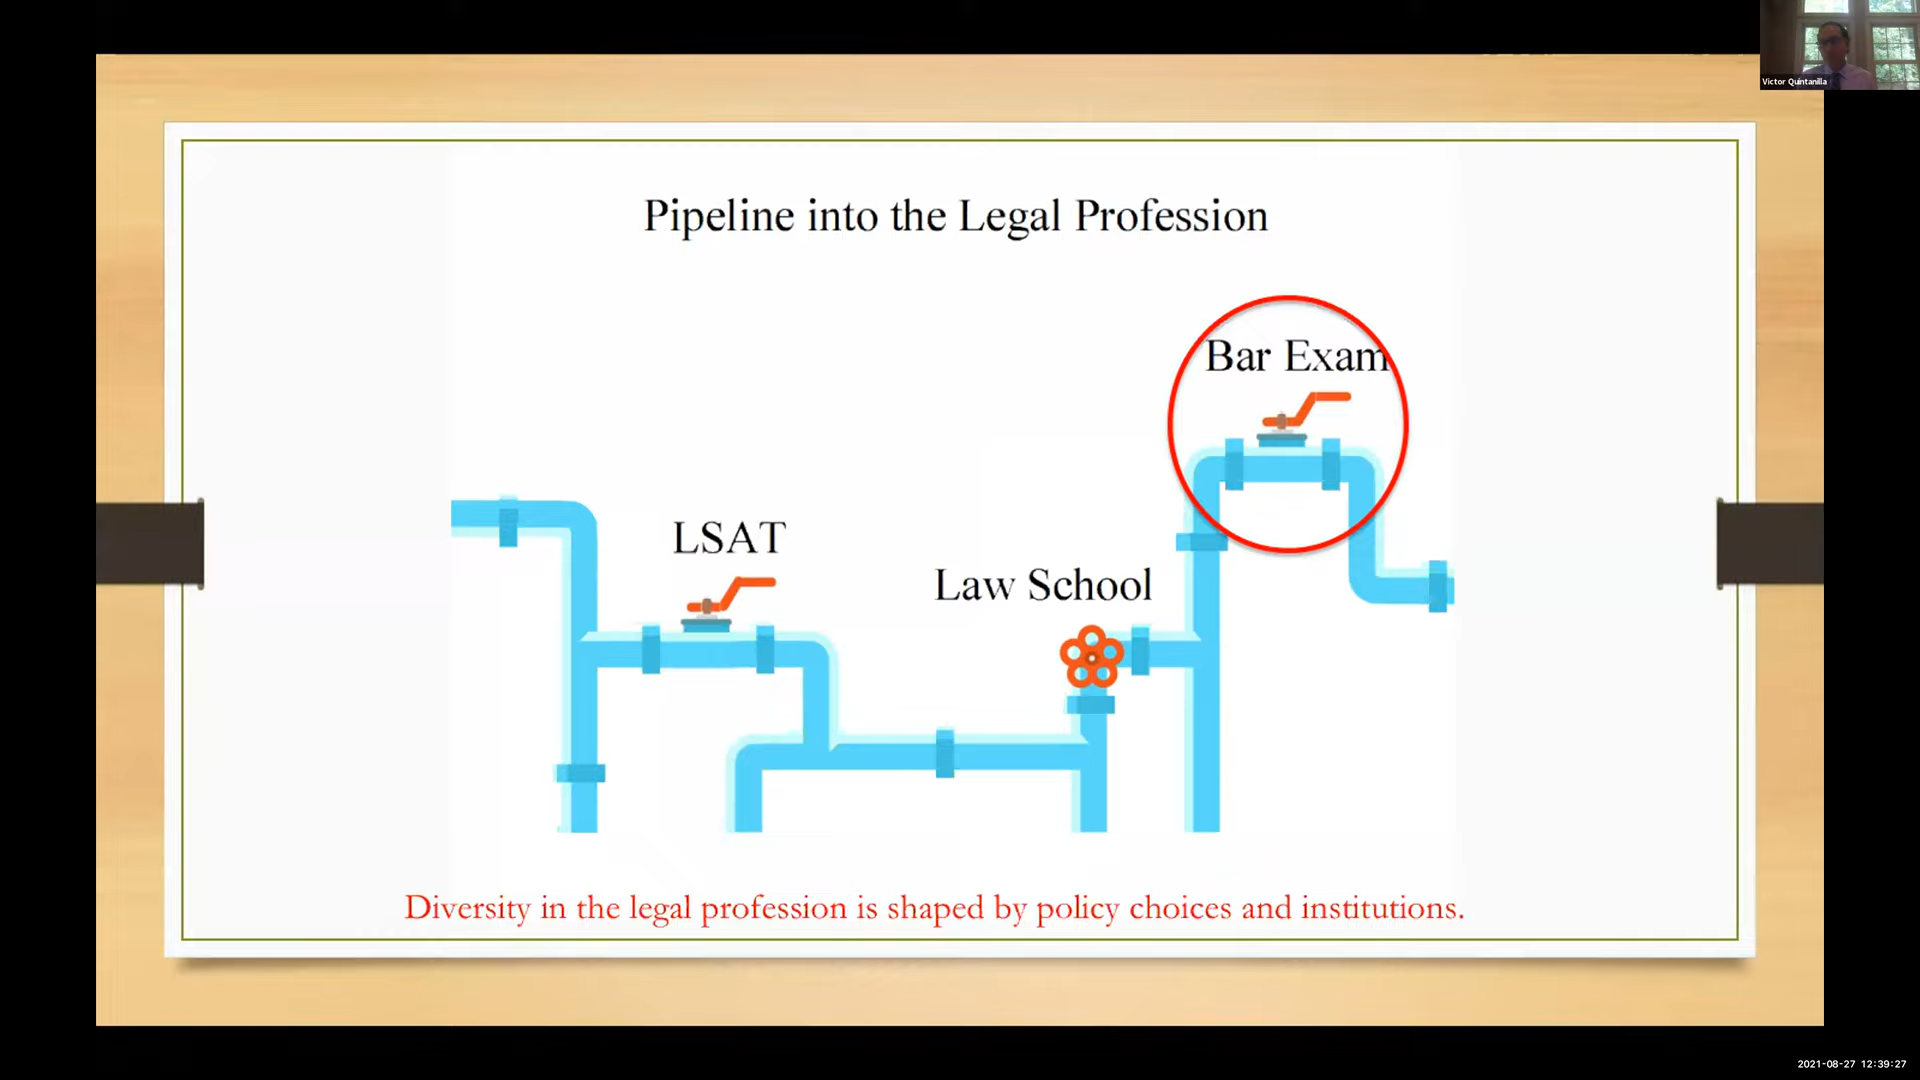 Victor Quintanilla
Pipeline into the Legal Profession
Bar Exam
LSAT
Law School
Diversity in the legal profession is shaped by policy choices and institutions.
2021-08-27 12:39:27